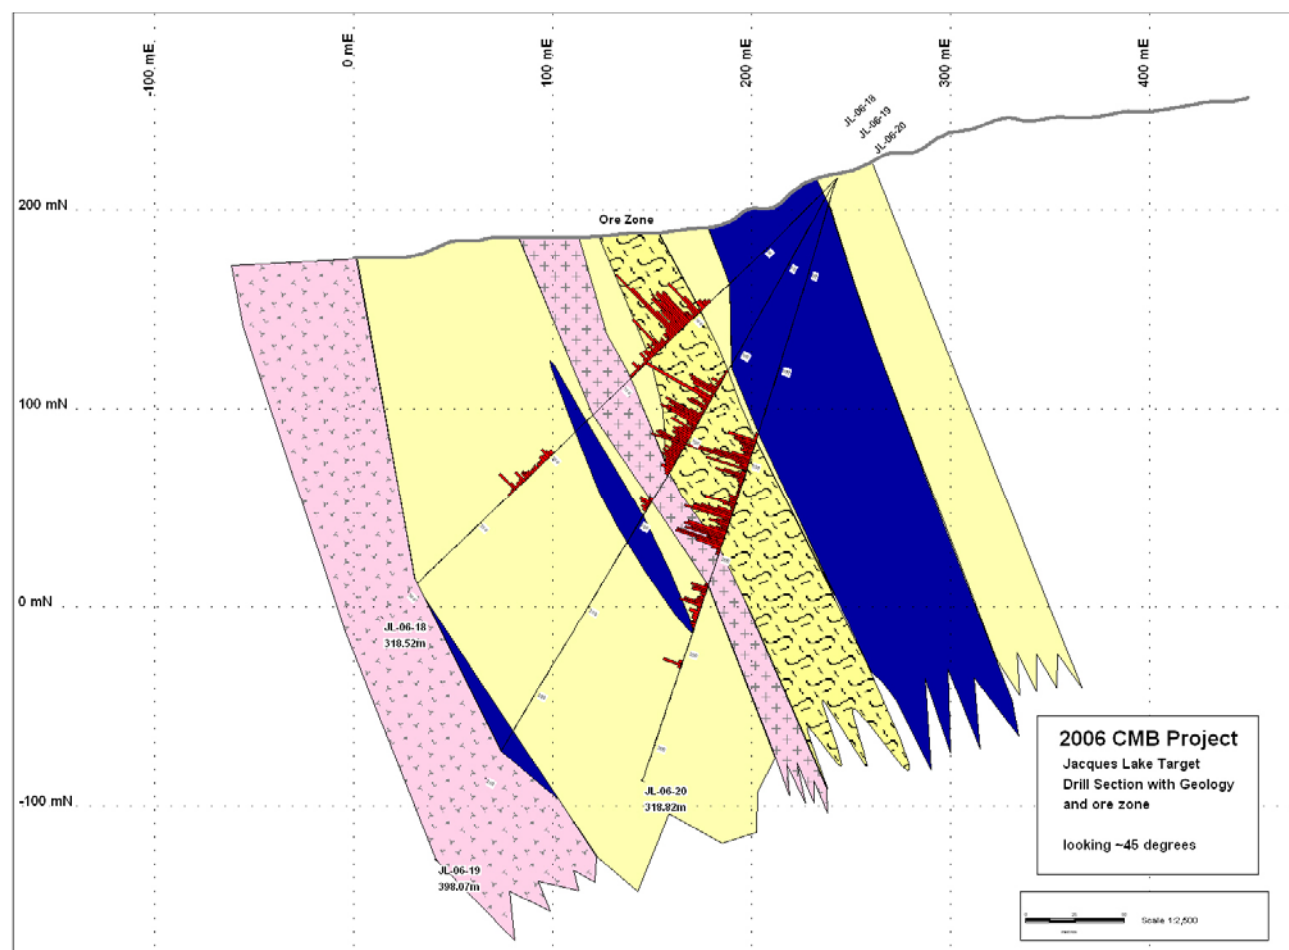 -100 mE
0 mE
100 mE
200 mE
300 mE
400 mE
JL-06-18
JL-06-19
JL-06-20
200 mN
Ore Zone
100 mN
0 mN
JL-06-18
318.52m
-100 mN
JL-06-20
318.82m
JL-06-19
398.07m
2006 CMB Project
Jacques Lake Target
Drill Section with Geology
and ore zone
looking ~45 degrees
Scale 1:2,500